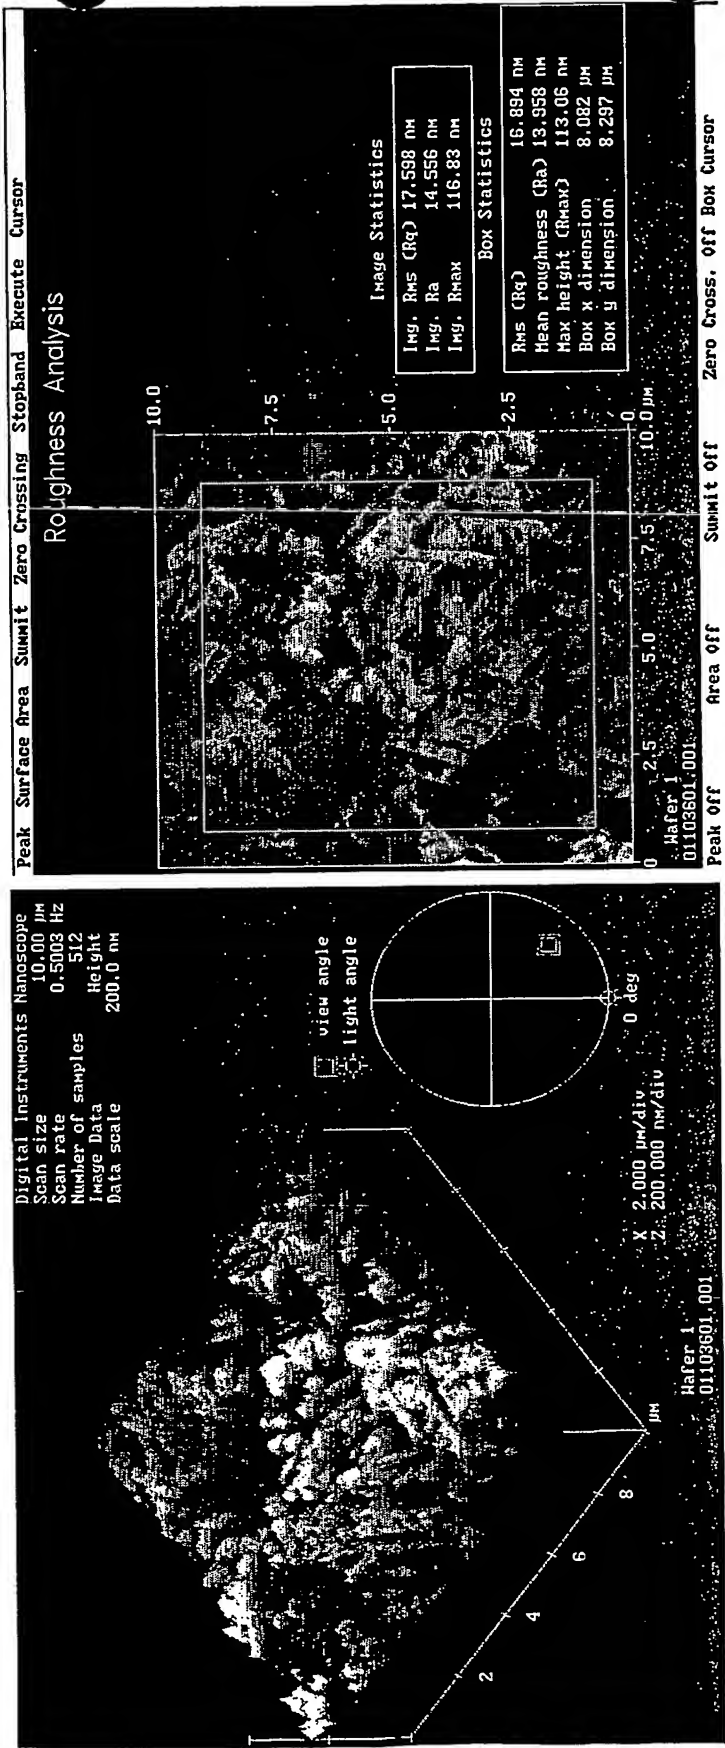 Digital Instruments Nanoscope
Scan size 10.00 µm
Scan rate 0.5003 Hz
Number of samples 512
Image Data Height
Data scale 200.0 nm
view angle
light angle
0 deg
X 2.000 µm/div
Z 200.000 nm/div
2
4
6
8
µm
Wafer 1
01103601.001
Peak Surface Area Summit Zero Crossing Stopband Execute Cursor
Roughness Analysis
10.0
7.5
5.0
2.5
0
0 2.5 5.0 7.5 10.0 µm
Image Statistics
Img. Rms (Rq) 17.598 nm
Img. Ra 14.556 nm
Img. Rmax 116.83 nm
Box Statistics
Rms (Rq) 16.894 nm
Mean roughness (Ra) 13.958 nm
Max height (Rmax) 113.06 nm
Box x dimension 8.082 µm
Box y dimension 8.297 µm
Wafer 1
01103601.001
Peak Off Area Off Summit Off Zero Cross. Off Box Cursor